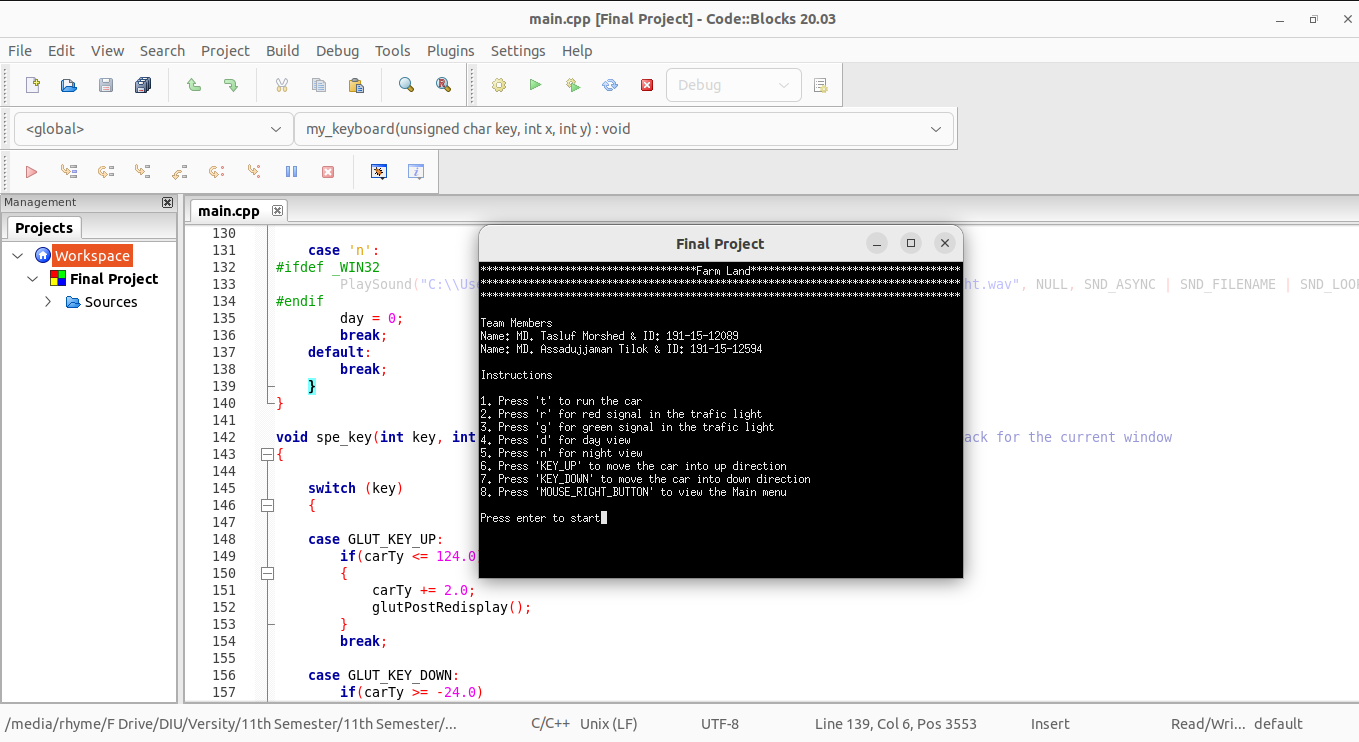 main.cpp [Final Project] - Code::Blocks 20.03
File Edit View Search Project Build Debug Tools Plugins Settings Help
Debug
<global> my_keyboard(unsigned char key, int x, int y) : void
Management
Projects
Workspace
Final Project
Sources
main.cpp
130
131 case 'n':
132 #ifdef _WIN32
133 PlaySound("C:\\Us ht.wav", NULL, SND_ASYNC | SND_FILENAME | SND_LOO
134 #endif
135 day = 0;
136 break;
137 default:
138 break;
139 }
140 }
141
142 void spe_key(int key, int ack for the current window
143 {
144
145 switch (key)
146 {
147
148 case GLUT_KEY_UP:
149 if(carTy <= 124.0
150 {
151 carTy += 2.0;
152 glutPostRedisplay();
153 }
154 break;
155
156 case GLUT_KEY_DOWN:
157 if(carTy >= -24.0)
Final Project
Farm Land
Team Members
Name: MD. Tasluf Morshed & ID: 191-15-12089
Name: MD. Assadujjaman Tilok & ID: 191-15-12594
Instructions
1. Press 't' to run the car
2. Press 'r' for red signal in the trafic light
3. Press 'g' for green signal in the trafic light
4. Press 'd' for day view
5. Press 'n' for night view
6. Press 'KEY_UP' to move the car into up direction
7. Press 'KEY_DOWN' to move the car into down direction
8. Press 'MOUSE_RIGHT_BUTTON' to view the Main menu
Press enter to start
/media/rhyme/F Drive/DIU/Versity/11th Semester/11th Semester/... C/C++ Unix (LF) UTF-8 Line 139, Col 6, Pos 3553 Insert Read/Wri... default